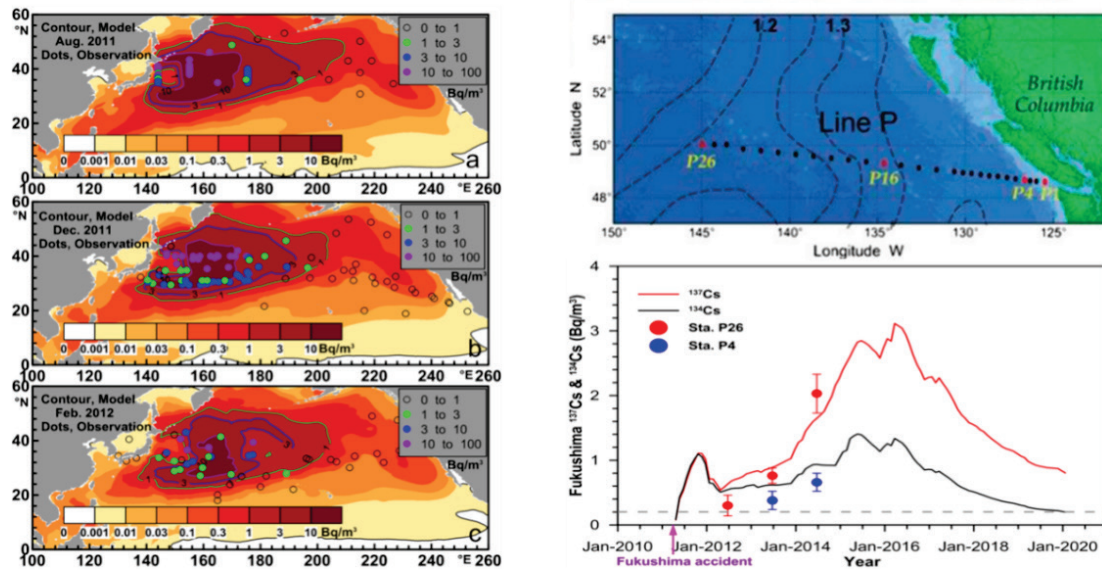 60°
N
Contour, Model
Aug. 2011
Dots, Observation
0 to 1
1 to 3
3 to 10
10 to 100
Bq/m³
40
20
0
0 0.001 0.01 0.03 0.1 0.3 1 3 10 Bq/m³
a
100 120 140 160 180 200 220 240 °E 260
60°
N
Contour, Model
Dec. 2011
Dots, Observation
0 to 1
1 to 3
3 to 10
10 to 100
Bq/m³
40
20
0
0 0.001 0.01 0.03 0.1 0.3 1 3 10 Bq/m³
b
100 120 140 160 180 200 220 240 °E 260
60°
N
Contour, Model
Feb. 2012
Dots, Observation
0 to 1
1 to 3
3 to 10
10 to 100
Bq/m³
40
20
0
0 0.001 0.01 0.03 0.1 0.3 1 3 10 Bq/m³
c
100 120 140 160 180 200 220 240 °E 260
54°
52°
50°
48°
Latitude N
1.2 1.3
British
Columbia
Line P
P26 P16 P4 P1
150° 145° 140° 135° 130° 125°
Longitude W
4
3
2
1
0
Fukushima ¹³⁷Cs & ¹³⁴Cs (Bq/m³)
¹³⁷Cs
¹³⁴Cs
Sta. P26
Sta. P4
Jan-2010 Jan-2012 Jan-2014 Jan-2016 Jan-2018 Jan-2020
Fukushima accident
Year